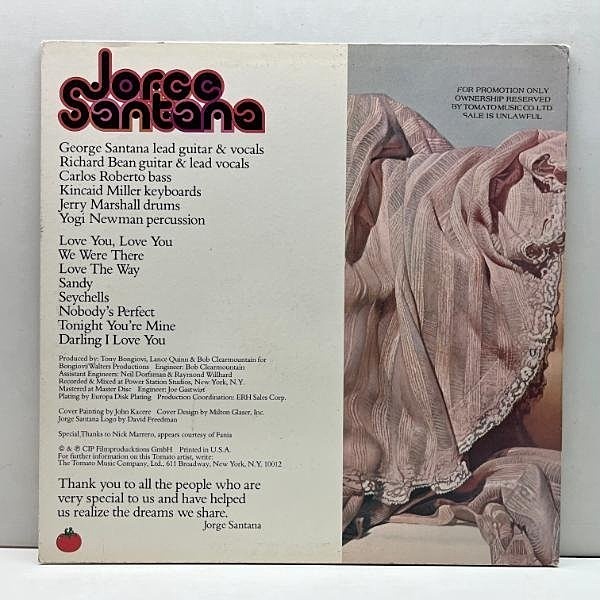 Jorge
Santana
FOR PROMOTION ONLY
OWNERSHIP RESERVED
BY TOMATO MUSIC CO. LTD
SALE IS UNLAWFUL
George Santana lead guitar & vocals
Richard Bean guitar & lead vocals
Carlos Roberto bass
Kincaid Miller keyboards
Jerry Marshall drums
Yogi Newman percussion
Love You, Love You
We Were There
Love The Way
Sandy
Seychells
Nobody's Perfect
Tonight You're Mine
Darling I Love You
Produced by: Tony Bongiovi, Lance Quinn & Bob Clearmountain for
Bongiovi/Walters Productions Engineer: Bob Clearmountain
Assistant Engineers: Neil Dorfsman & Raymond Willhard
Recorded & Mixed at Power Station Studios, New York, N.Y.
Mastered at Master Disc Engineer: Joe Gastwirt
Plating by Europa Disk Plating Production Coordination: ERH Sales Corp.
Cover Painting by John Kacere Cover Design by Milton Glaser, Inc.
Jorge Santana Logo by David Freedman
Special Thanks to Nick Marrero, appears courtesy of Fania
© & ℗ CIP Filmproducktions GmbH Printed in U.S.A.
For further information on this Tomato artist, write:
The Tomato Music Company, Ltd., 611 Broadway, New York, N.Y. 10012
Thank you to all the people who are
very special to us and have helped
us realize the dreams we share.
Jorge Santana